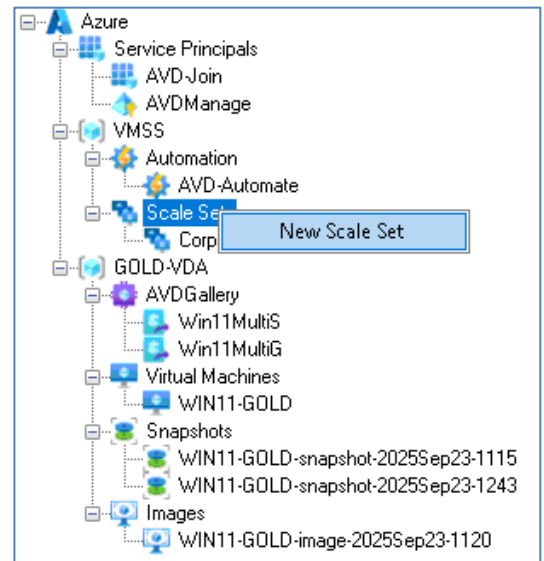 Azure
Service Principals
AVD-Join
AVDManage
VMSS
Automation
AVD-Automate
Scale Se
New Scale Set
Corp
GOLD-VDA
AVDGallery
Win11MultiS
Win11MultiG
Virtual Machines
WIN11-GOLD
Snapshots
WIN11-GOLD-snapshot-2025Sep23-1115
WIN11-GOLD-snapshot-2025Sep23-1243
Images
WIN11-GOLD-image-2025Sep23-1120